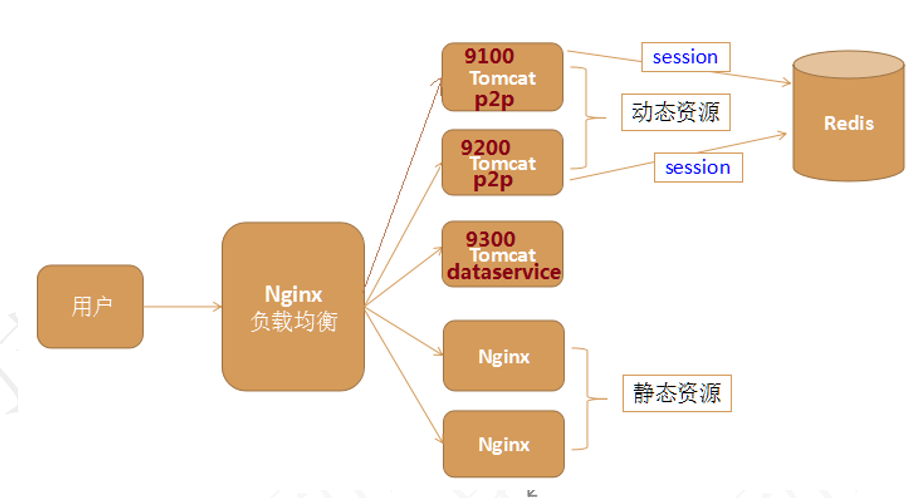 用户
Nginx
负载均衡
9100
Tomcat
p2p
9200
Tomcat
p2p
9300
Tomcat
dataservice
Nginx
Nginx
动态资源
静态资源
session
session
Redis